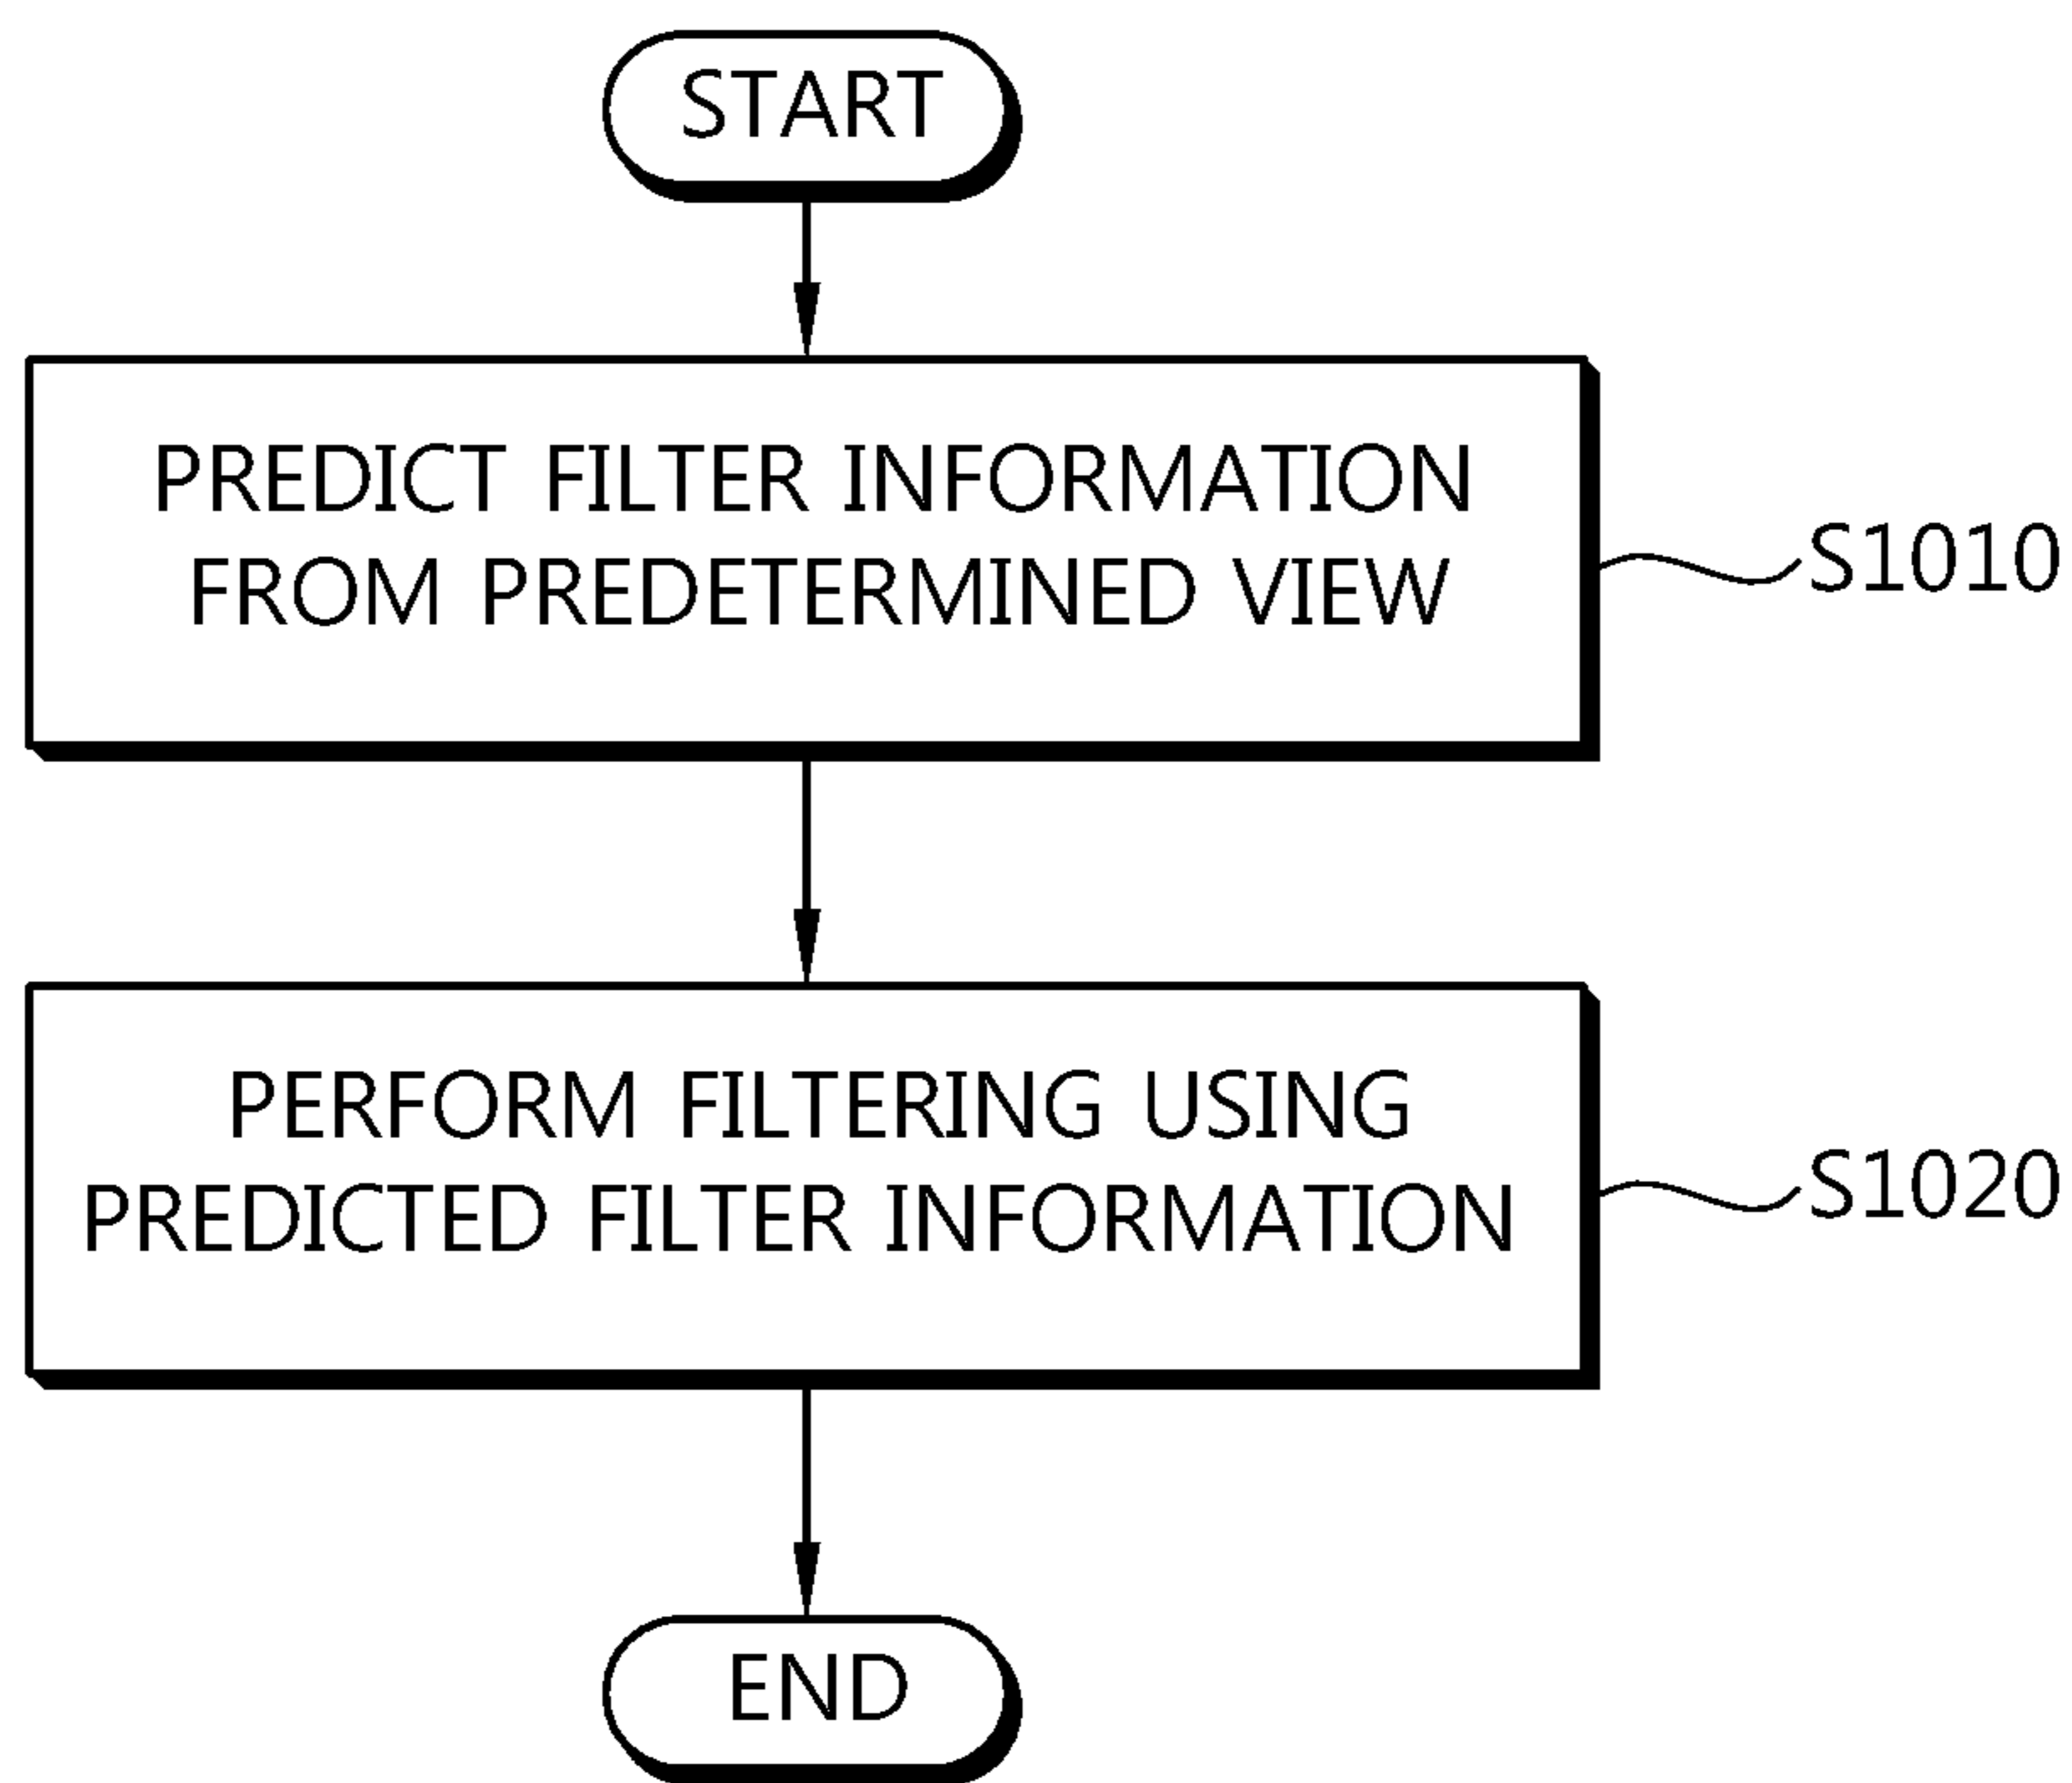 START
PREDICT FILTER INFORMATION
FROM PREDETERMINED VIEW
S1010
PERFORM FILTERING USING
PREDICTED FILTER INFORMATION
S1020
END